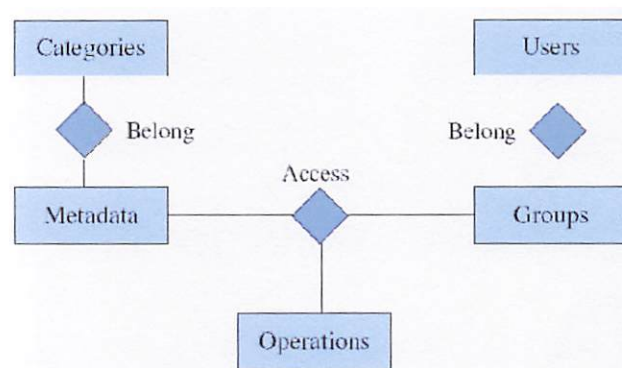 Categories
Users
Belong
Belong
Access
Metadata
Groups
Operations